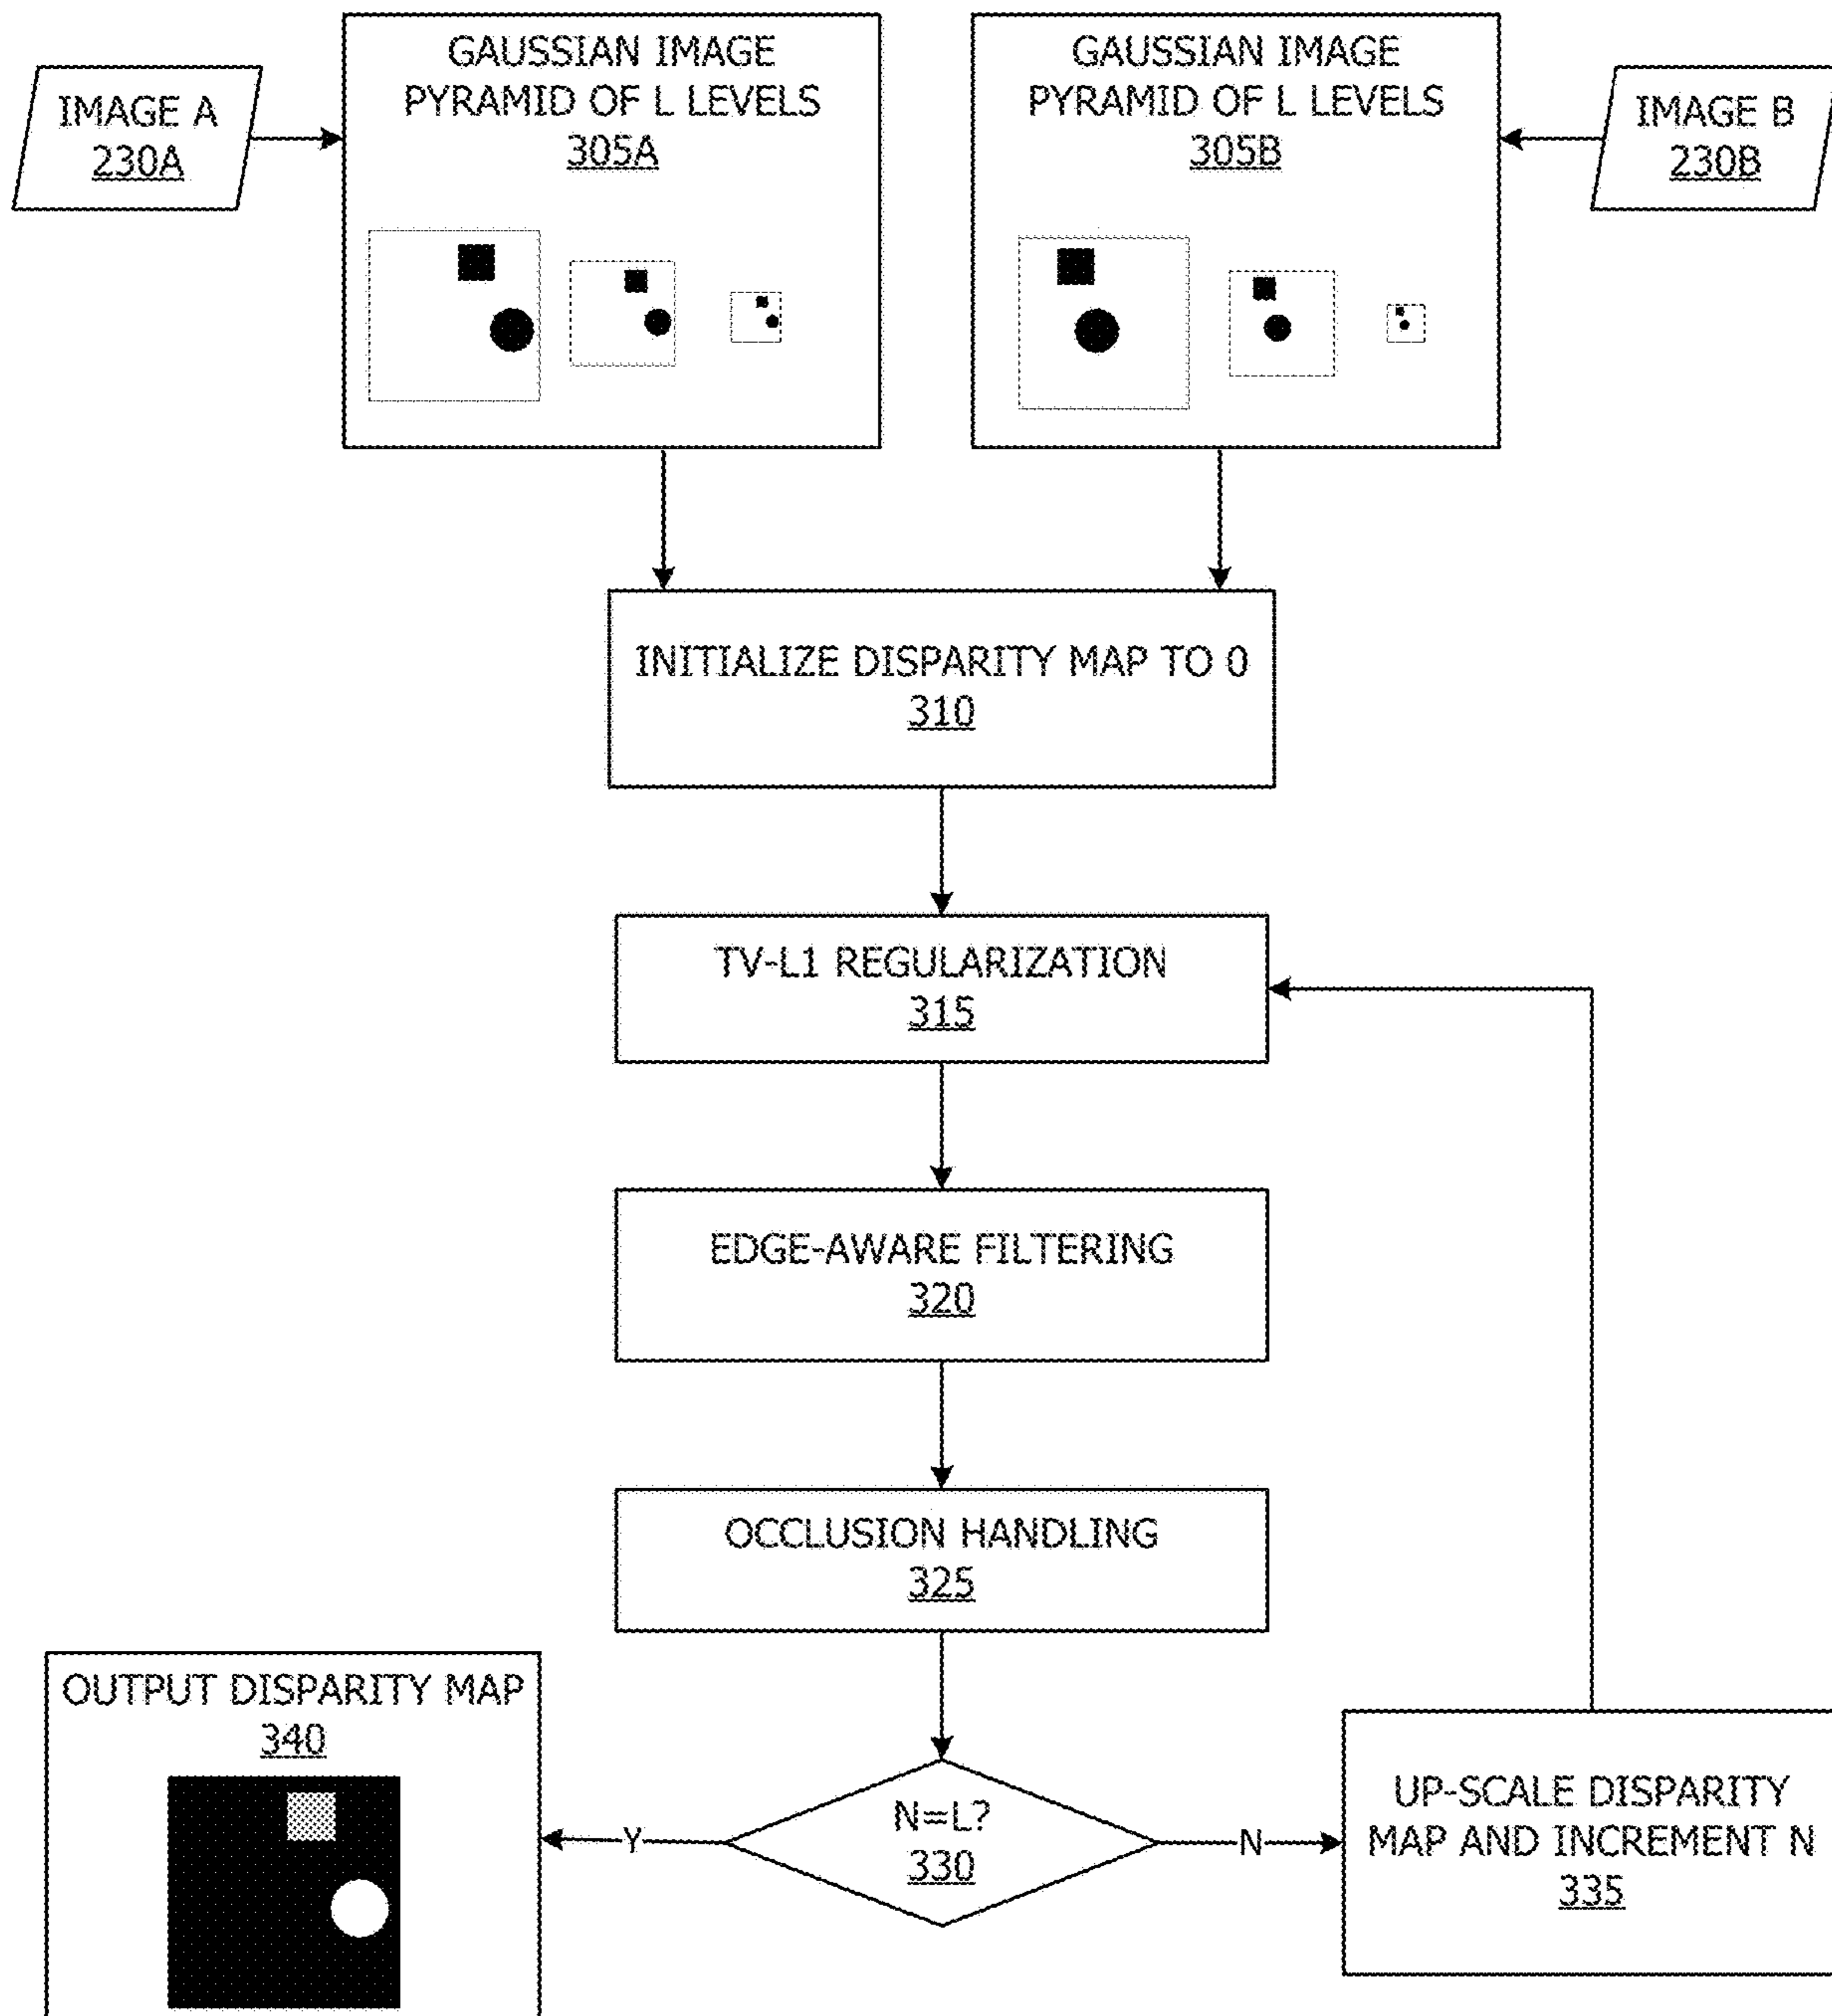 IMAGE A
230A
GAUSSIAN IMAGE
PYRAMID OF L LEVELS
305A
GAUSSIAN IMAGE
PYRAMID OF L LEVELS
305B
IMAGE B
230B
INITIALIZE DISPARITY MAP TO 0
310
TV-L1 REGULARIZATION
315
EDGE-AWARE FILTERING
320
OCCLUSION HANDLING
325
OUTPUT DISPARITY MAP
340
Y
N=L?
330
N
UP-SCALE DISPARITY
MAP AND INCREMENT N
335